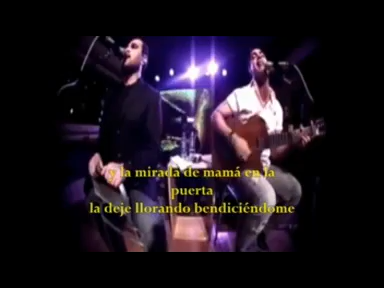 y la mirada de mamá en la
puerta
la deje llorando bendiciéndome